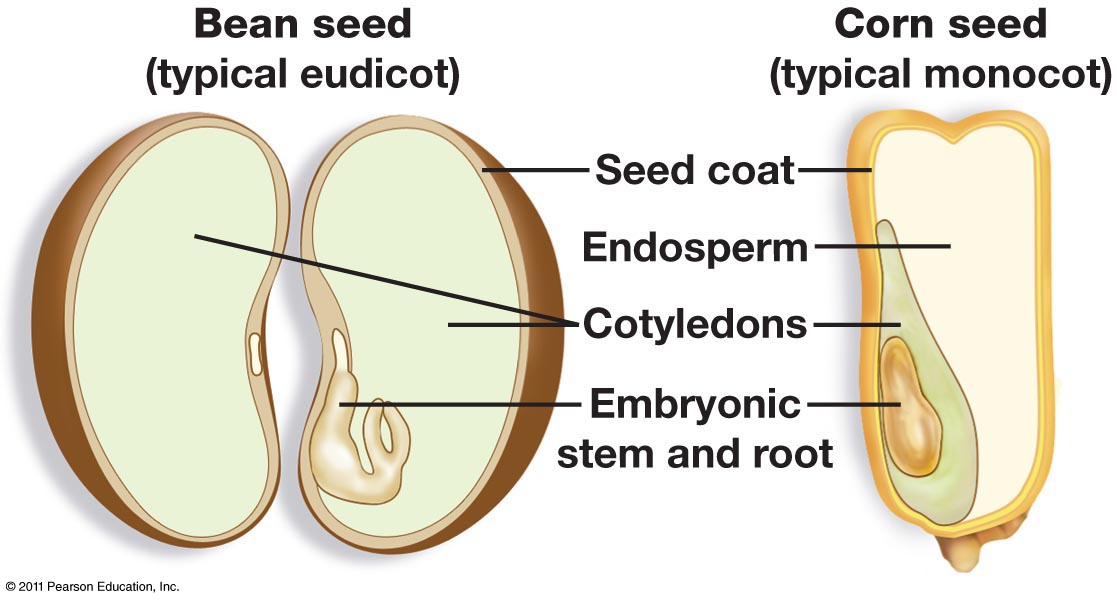 Bean seed
(typical eudicot)
Corn seed
(typical monocot)
Seed coat
Endosperm
Cotyledons
Embryonic
stem and root
© 2011 Pearson Education, Inc.